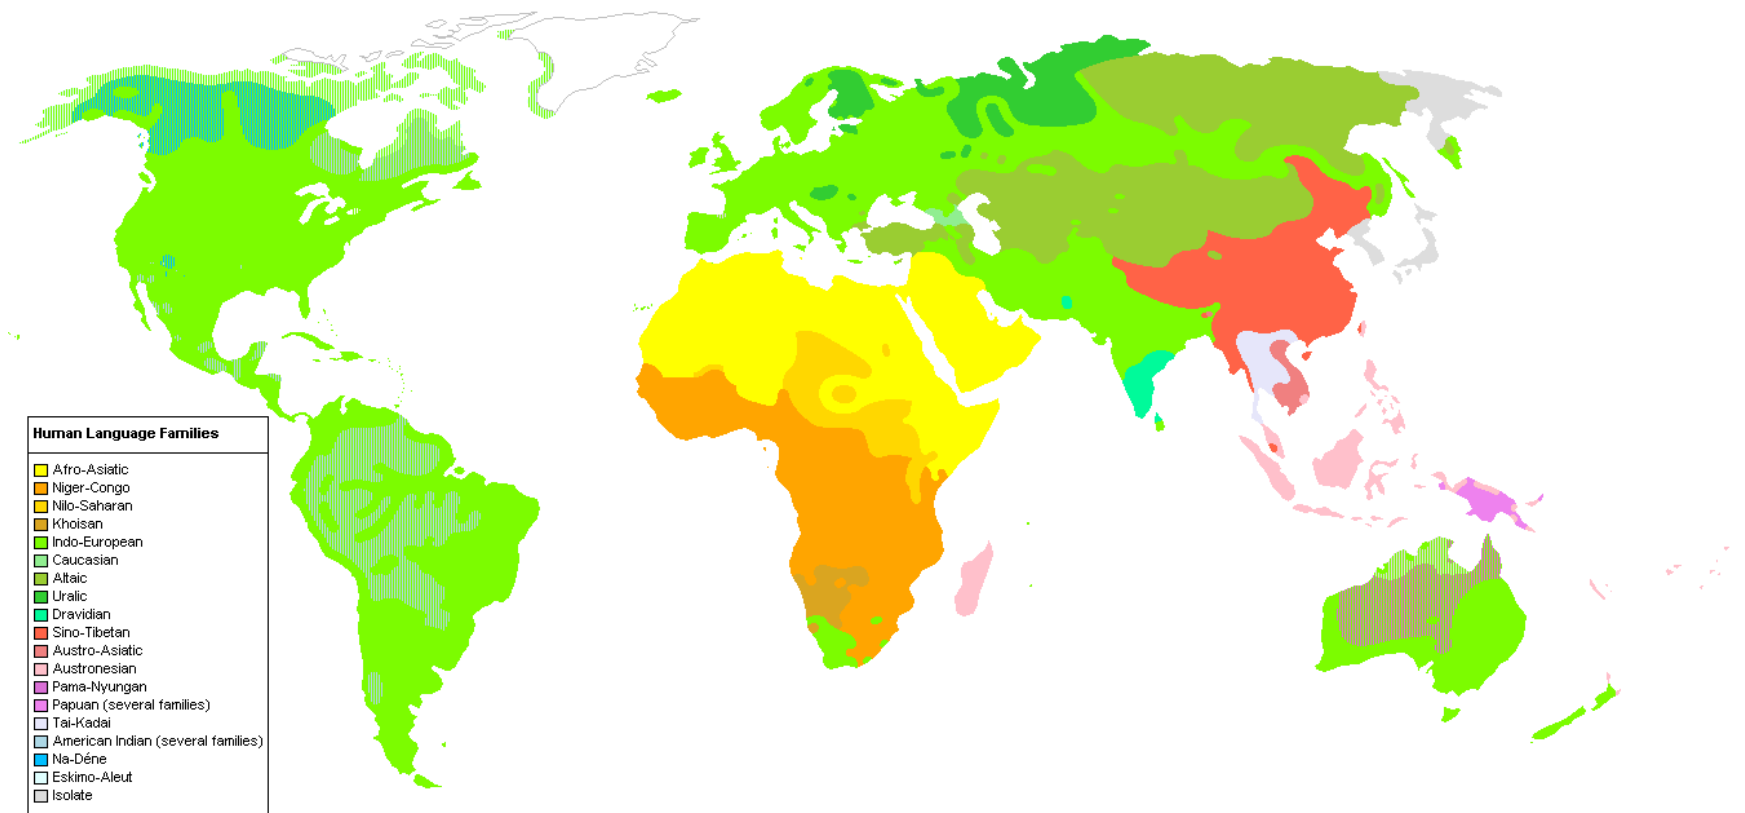 Human Language Families
Afro-Asiatic
Niger-Congo
Nilo-Saharan
Khoisan
Indo-European
Caucasian
Altaic
Uralic
Dravidian
Sino-Tibetan
Austro-Asiatic
Austronesian
Pama-Nyungan
Papuan (several families)
Tai-Kadai
American Indian (several families)
Na-Déne
Eskimo-Aleut
Isolate